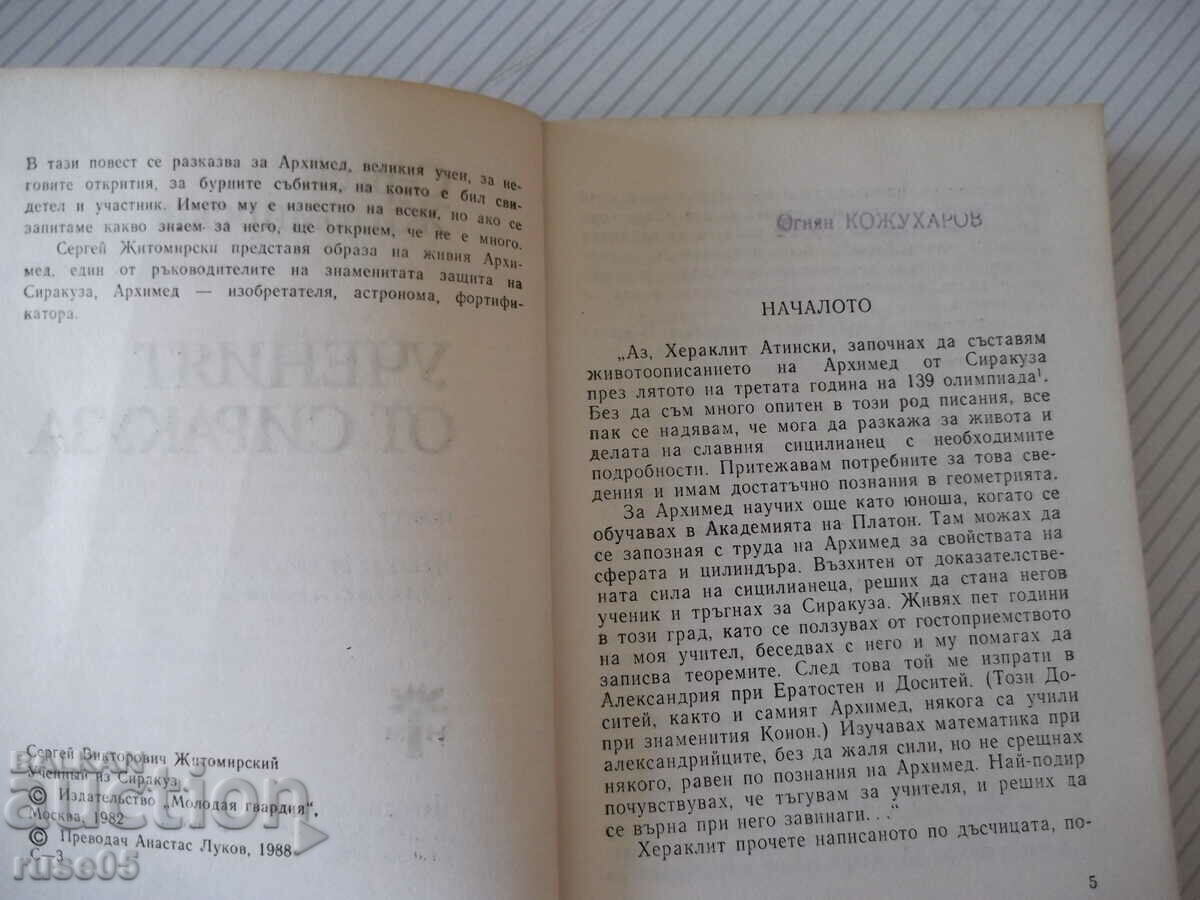 В тази повест се разказва за Архимед, великия учен, за не-
говите открития, за бурните събития, на които е бил сви-
детел и участник. Името му е известно на всеки, но ако се
запитаме какво знаем за него, ще открием, че не е много.
Сергей Житомирски представя образа на живия Архи-
мед, един от ръководителите на знаменитата защита на
Сиракуза, Архимед — изобретателя, астронома, фортифи-
катора.
УЧЕНИЯТ
ОТ СИРАКУЗА
Сергей Викторович Житомирский
Ученный из Сиракуз
© Издательство „Молодая гвардия",
Москва, 1982
© Преводач Анастас Луков, 1988
С—3
BALKAN
auction
ruse05
Огнян КОЖУХАРОВ
НАЧАЛОТО
„Аз, Хераклит Атински, започнах да съставям
животоописанието на Архимед от Сиракуза
през лятото на третата година на 139 олимпиада¹.
Без да съм много опитен в този род писания, все
пак се надявам, че мога да разкажа за живота и
делата на славния сицилианец с необходимите
подробности. Притежавам потребните за това све-
дения и имам достатъчно познания в геометрията.
За Архимед научих още като юноша, когато се
обучавах в Академията на Платон. Там можах да
се запозная с труда на Архимед за свойствата на
сферата и цилиндъра. Възхитен от доказателстве-
ната сила на сицилианеца, реших да стана негов
ученик и тръгнах за Сиракуза. Живях пет години
в този град, като се ползувах от гостоприемството
на моя учител, беседвах с него и му помагах да
записва теоремите. След това той ме изпрати в
Александрия при Ератостен и Доситей. (Този До-
ситей, както и самият Архимед, някога са учили
при знаменития Конон.) Изучавах математика при
александрийците, без да жаля сили, но не срещнах
някого, равен по познания на Архимед. Най-подир
почувствувах, че тъгувам за учителя, и реших да
се върна при него завинаги. . ."
Хераклит прочете написаното по дъсчицата, по-
5